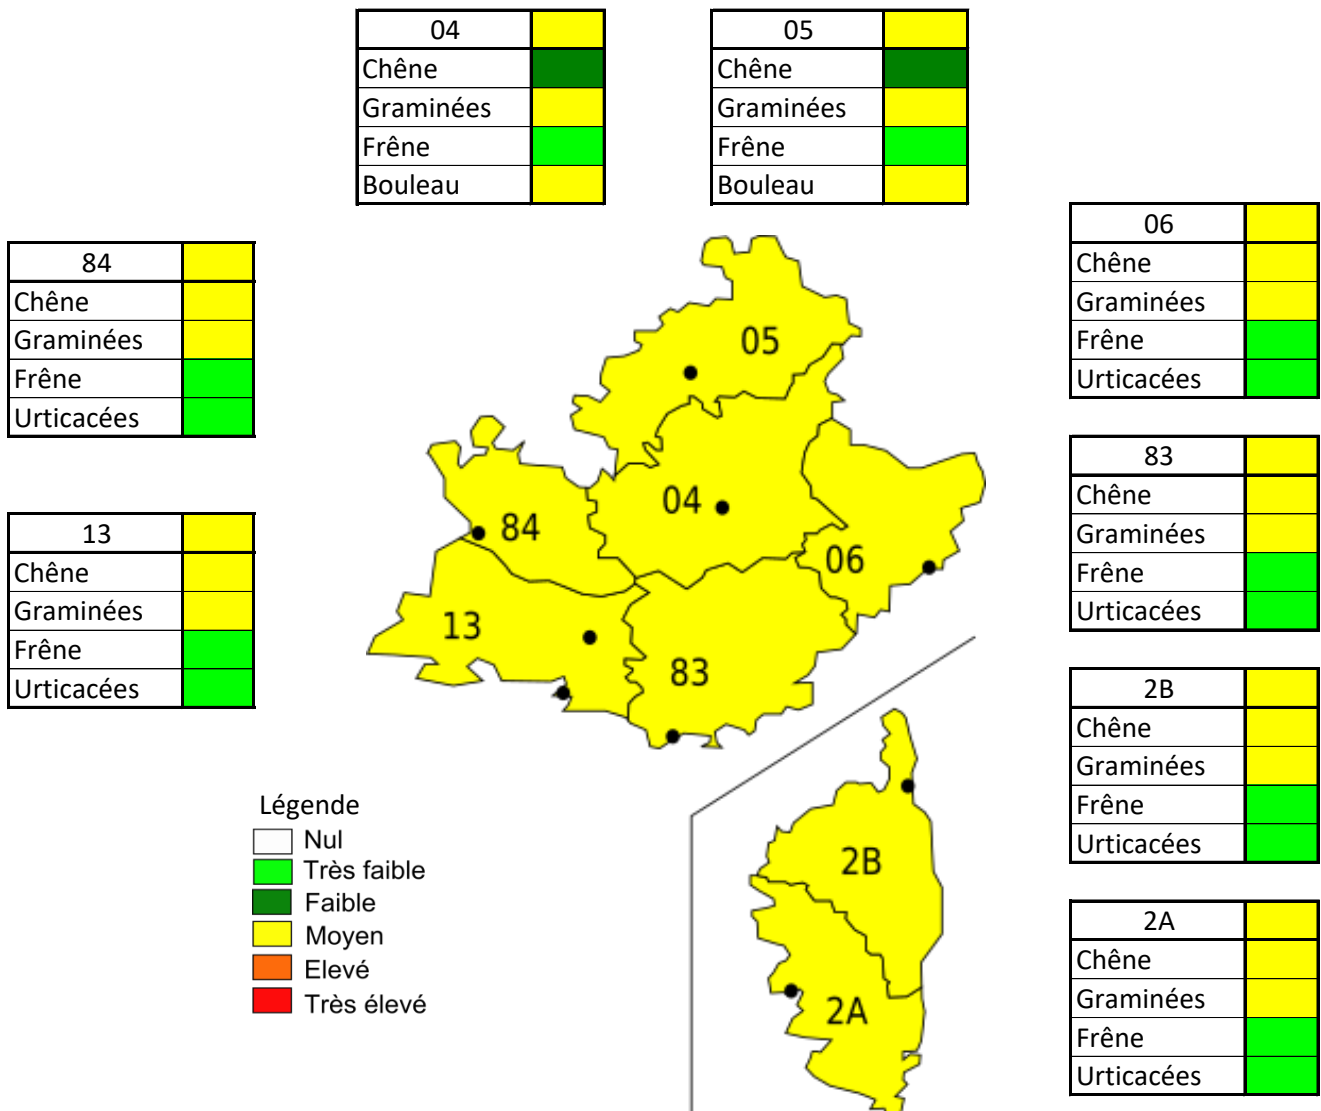 04
Chêne
Graminées
Frêne
Bouleau
05
Chêne
Graminées
Frêne
Bouleau
84
Chêne
Graminées
Frêne
Urticacées
13
Chêne
Graminées
Frêne
Urticacées
06
Chêne
Graminées
Frêne
Urticacées
83
Chêne
Graminées
Frêne
Urticacées
2B
Chêne
Graminées
Frêne
Urticacées
2A
Chêne
Graminées
Frêne
Urticacées
05
04
84
06
13
83
2B
2A
Légende
Nul
Très faible
Faible
Moyen
Elevé
Très élevé